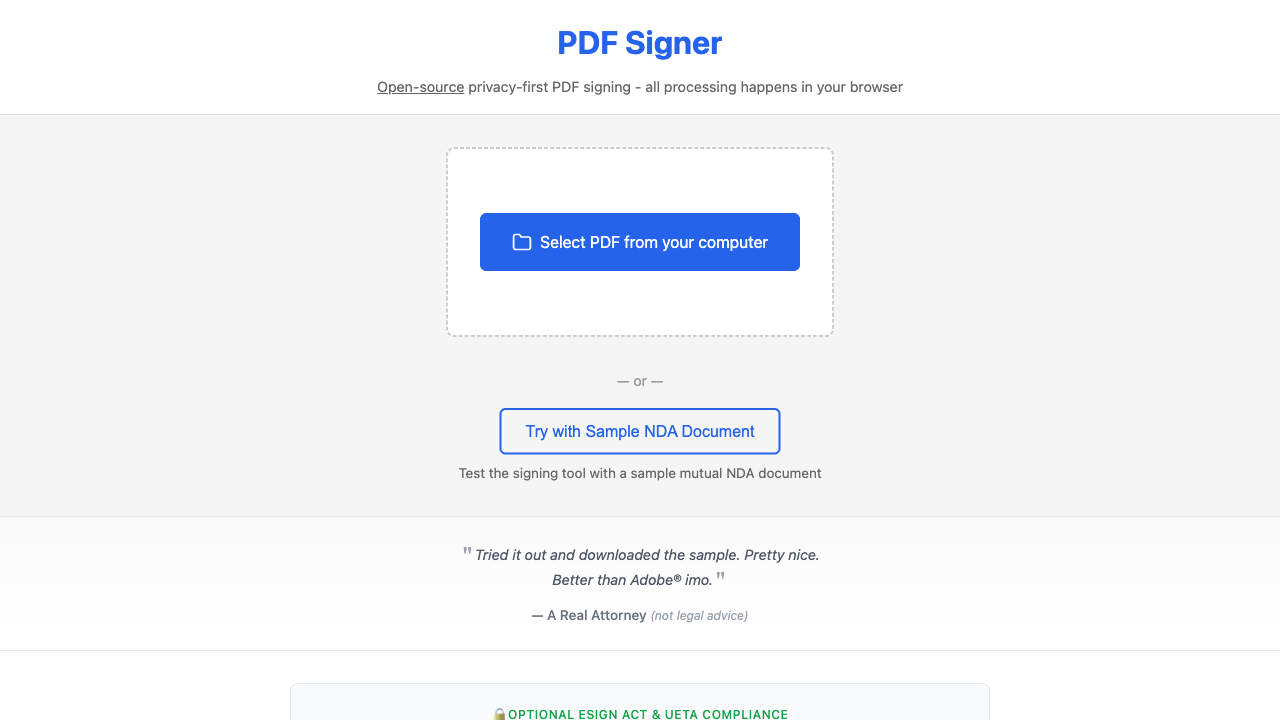 PDF Signer
Open-source privacy-first PDF signing - all processing happens in your browser
Select PDF from your computer
— or —
Try with Sample NDA Document
Test the signing tool with a sample mutual NDA document
" Tried it out and downloaded the sample. Pretty nice.
Better than Adobe® imo. "
— A Real Attorney (not legal advice)
🔒OPTIONAL ESIGN ACT & UETA COMPLIANCE